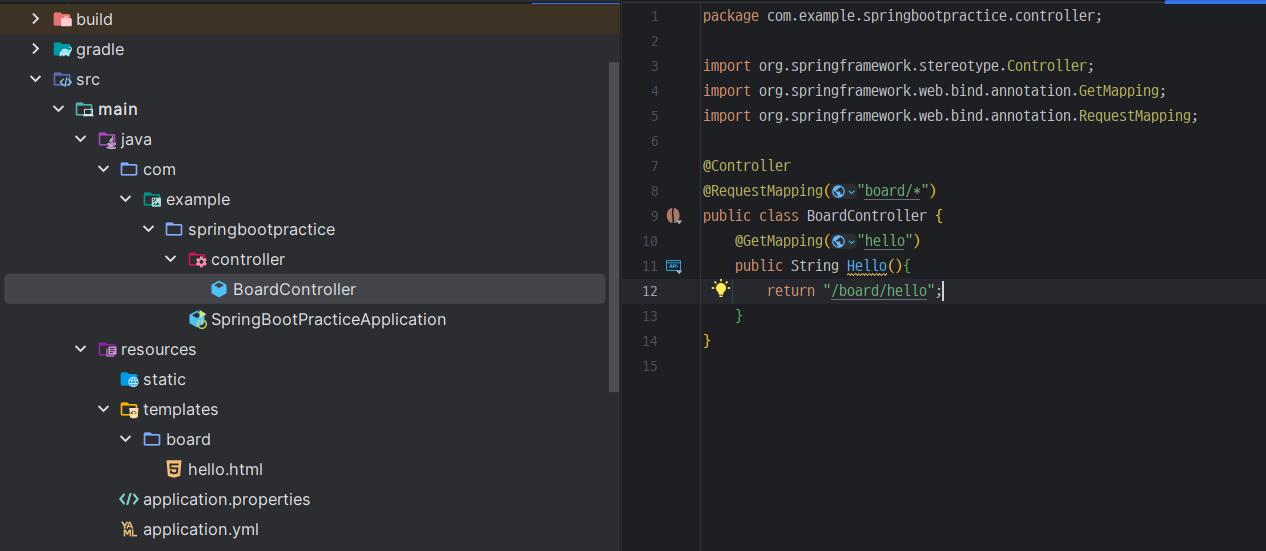 build
gradle
src
main
java
com
example
springbootpractice
controller
BoardController
SpringBootPracticeApplication
resources
static
templates
board
hello.html
application.properties
application.yml
1 package com.example.springbootpractice.controller;
2
3 import org.springframework.stereotype.Controller;
4 import org.springframework.web.bind.annotation.GetMapping;
5 import org.springframework.web.bind.annotation.RequestMapping;
6
7 @Controller
8 @RequestMapping("board/*")
9 public class BoardController {
10 @GetMapping("hello")
11 public String Hello(){
12 return "/board/hello";
13 }
14 }
15